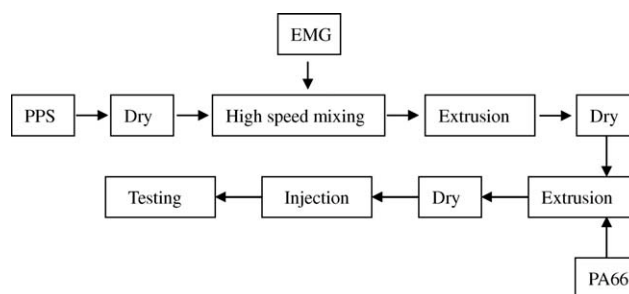 EMG
PPS
Dry
High speed mixing
Extrusion
Dry
Testing
Injection
Dry
Extrusion
PA66